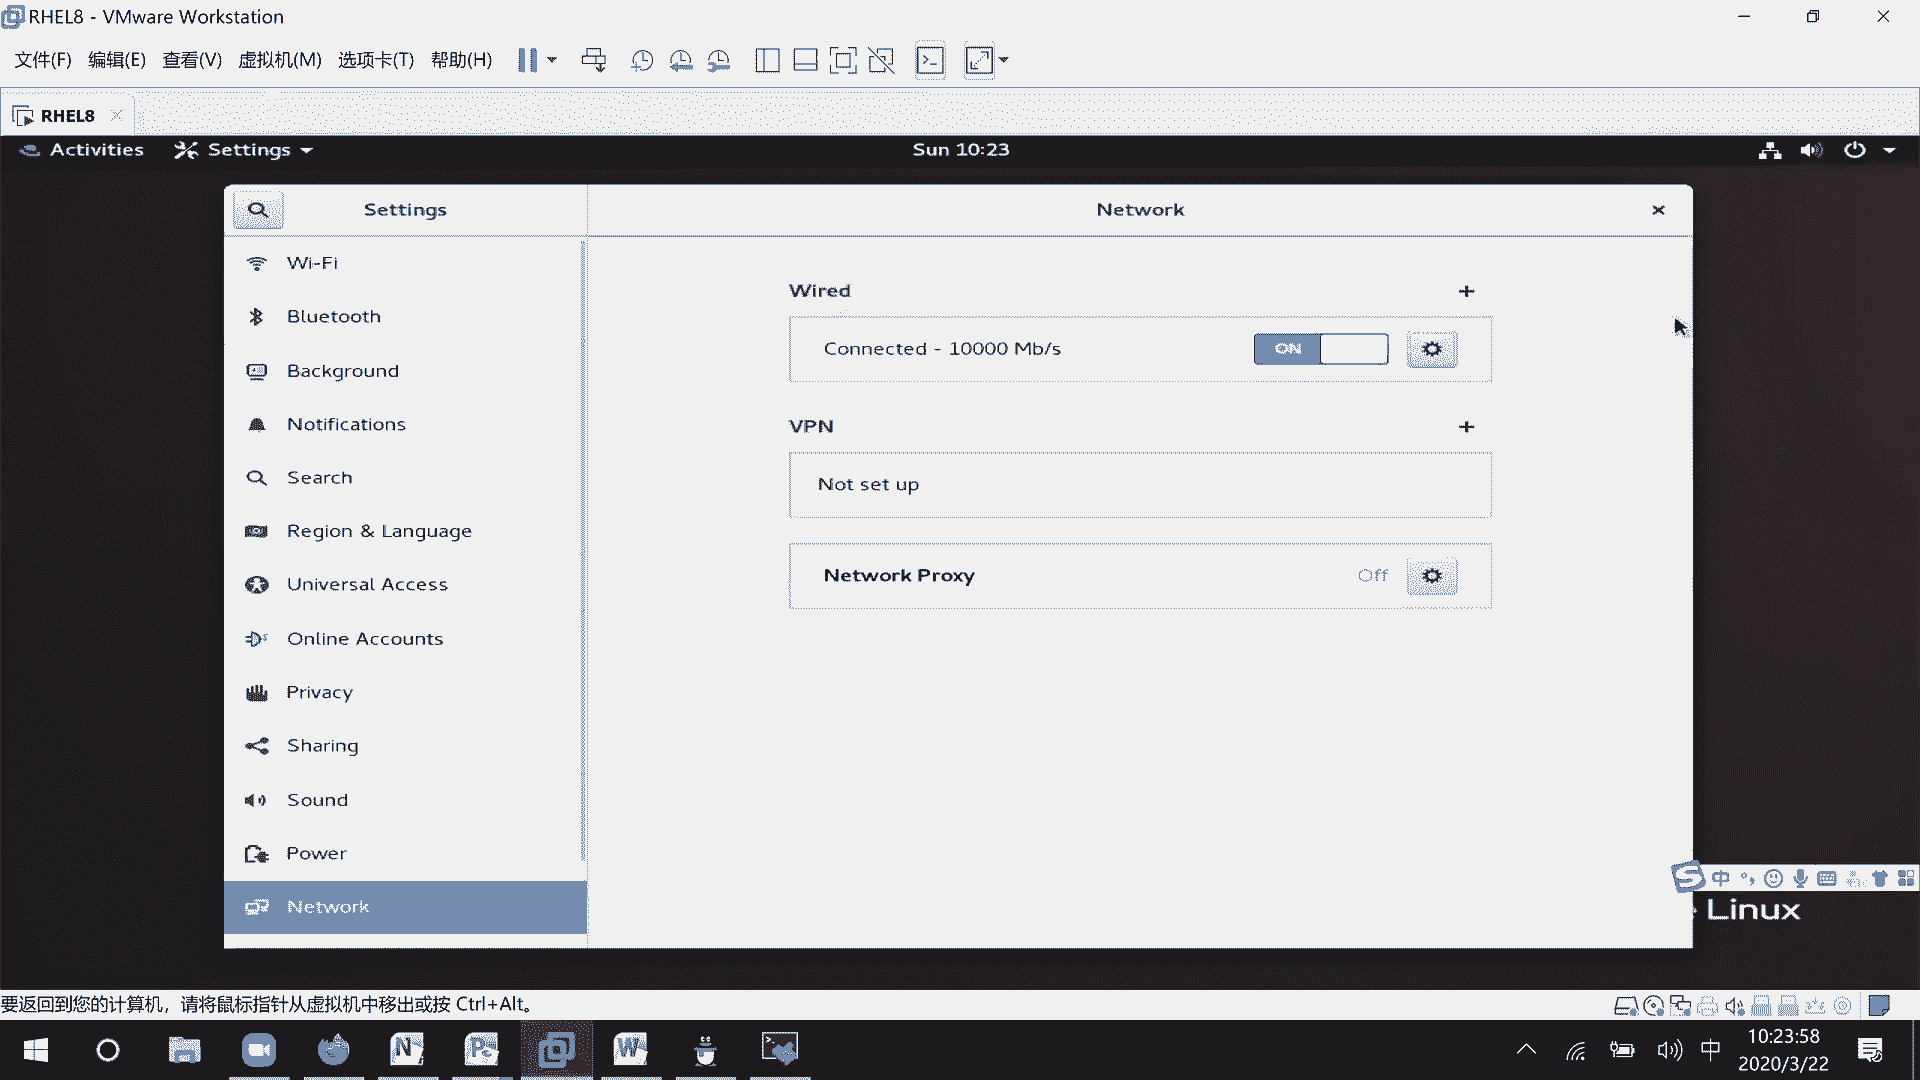 RHEL8 - VMware Workstation
文件(F) 编辑(E) 查看(V) 虚拟机(M) 选项卡(T) 帮助(H)
RHEL8
Activities Settings Sun 10:23
Settings Network
Wi-Fi
Bluetooth
Background
Notifications
Search
Region & Language
Universal Access
Online Accounts
Privacy
Sharing
Sound
Power
Network
Wired
Connected - 10000 Mb/s ON
VPN
Not set up
Network Proxy Off
中
Linux
要返回到您的计算机，请将鼠标指针从虚拟机中移出或按 Ctrl+Alt。
中 10:23:58
2020/3/22